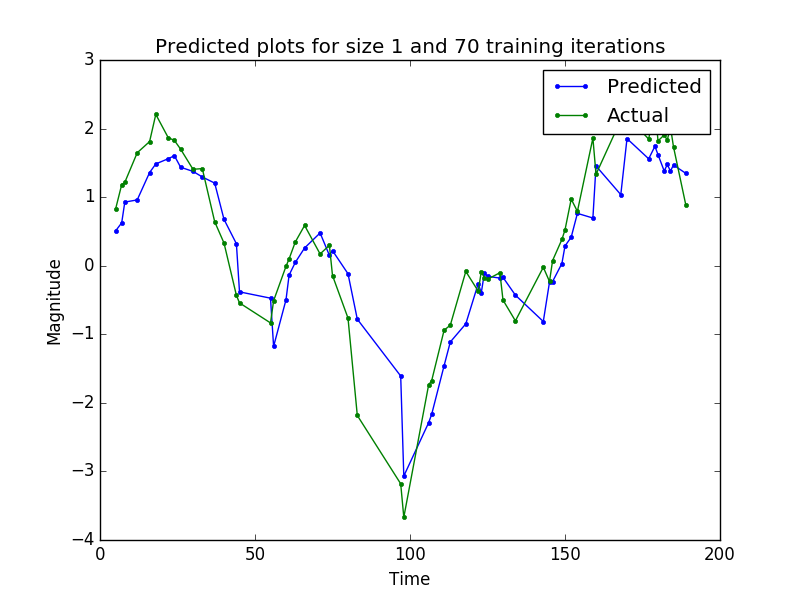 Predicted plots for size 1 and 70 training iterations
3
2
1
0
−1
−2
−3
−4
Magnitude
Predicted
Actual
0 50 100 150 200
Time